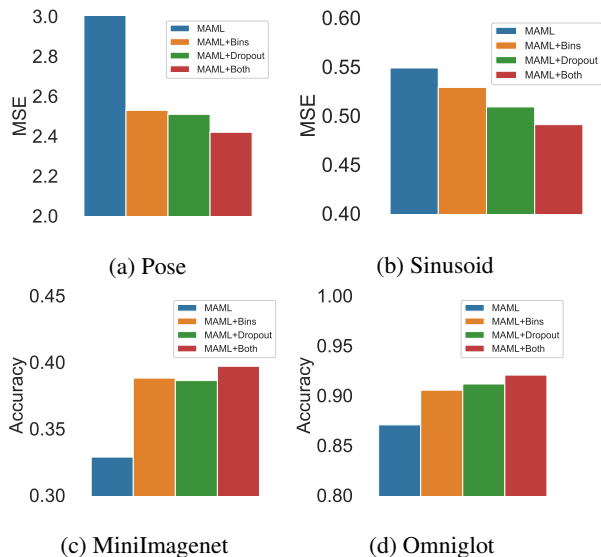 3.0
2.8
2.6
2.4
2.2
2.0
MSE
MAML
MAML+Bins
MAML+Dropout
MAML+Both
(a) Pose
0.60
0.55
0.50
0.45
0.40
MSE
MAML
MAML+Bins
MAML+Dropout
MAML+Both
(b) Sinusoid
0.45
0.40
0.35
0.30
Accuracy
MAML
MAML+Bins
MAML+Dropout
MAML+Both
(c) MiniImagenet
1.00
0.95
0.90
0.85
0.80
Accuracy
MAML
MAML+Bins
MAML+Dropout
MAML+Both
(d) Omniglot